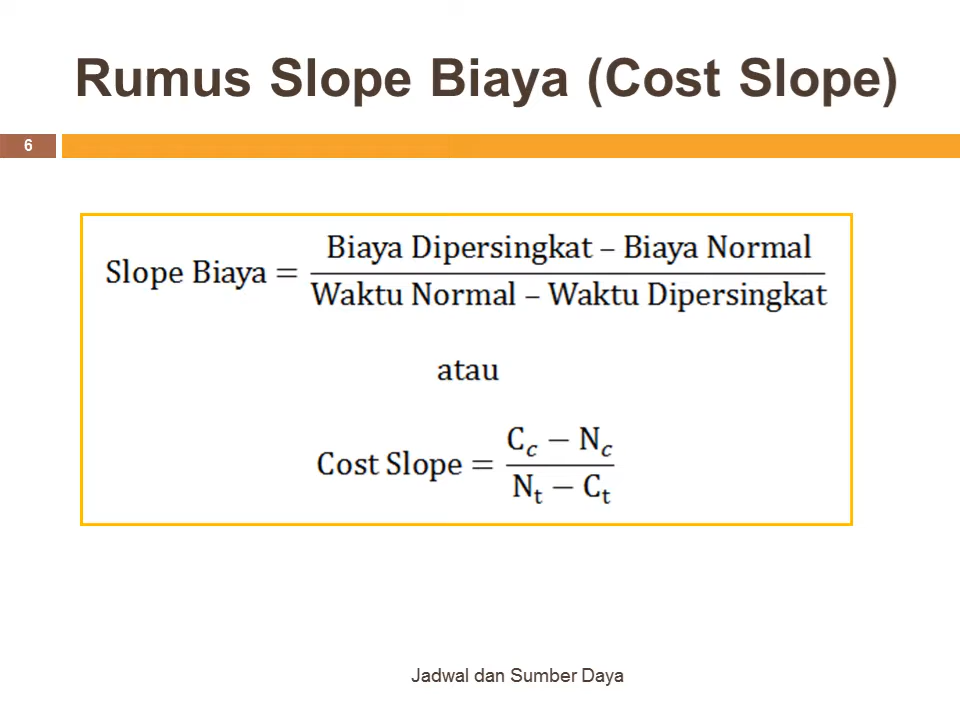 Rumus Slope Biaya (Cost Slope)
6
Slope Biaya = Biaya Dipersingkat – Biaya Normal / Waktu Normal – Waktu Dipersingkat
atau
Cost Slope = C_c − N_c / N_t − C_t
Jadwal dan Sumber Daya